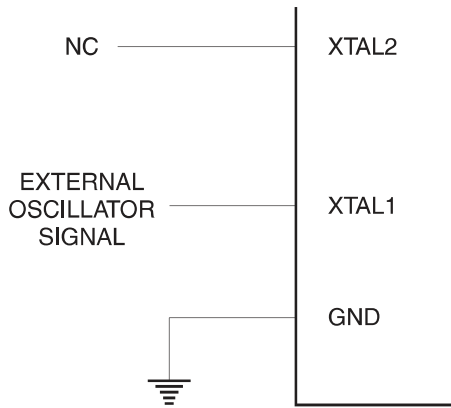 NC XTAL2
EXTERNAL
OSCILLATOR
SIGNAL
XTAL1
GND